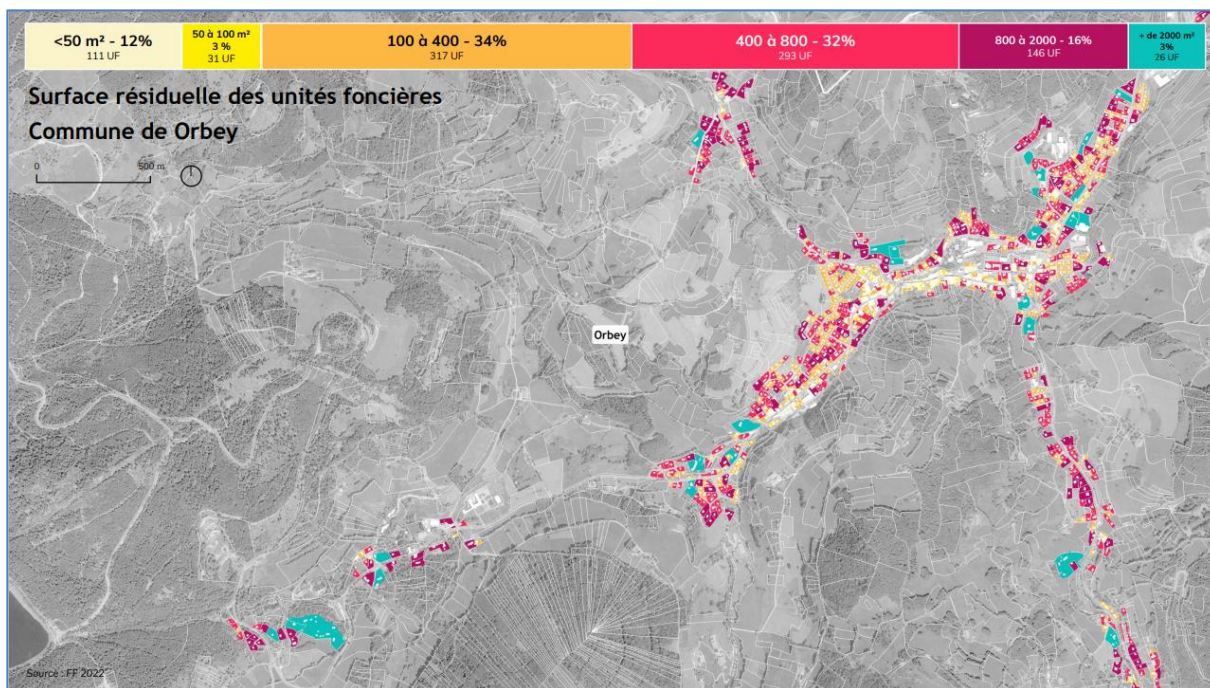 <50 m² - 12%
111 UF
50 à 100 m²
3 %
31 UF
100 à 400 - 34%
317 UF
400 à 800 - 32%
293 UF
800 à 2000 - 16%
146 UF
+ de 2000 m²
3%
26 UF
Surface résiduelle des unités foncières
Commune de Orbey
0
500 m
Orbey
Source : FF 2022